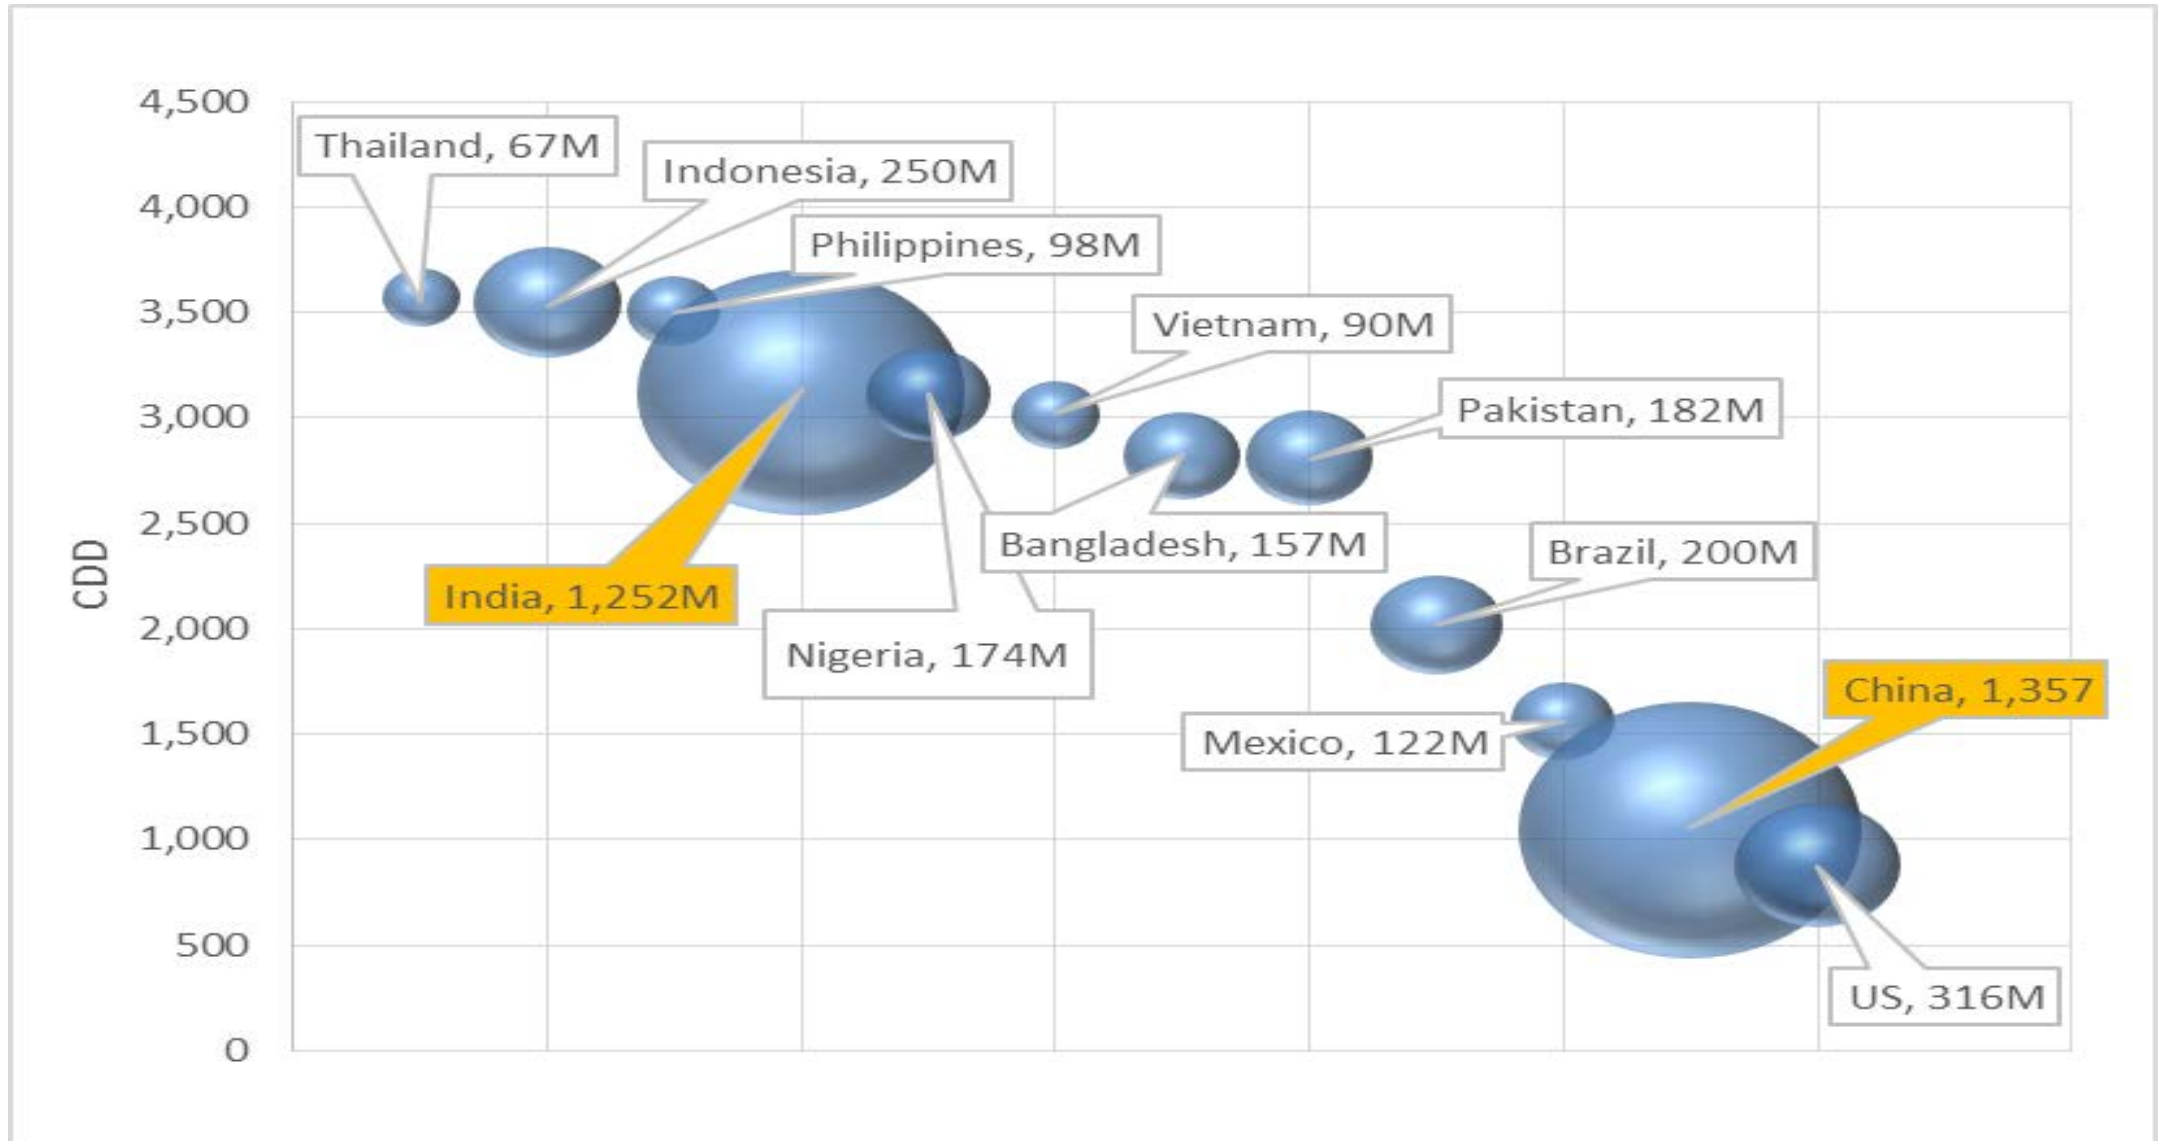 4,500
4,000
3,500
3,000
2,500
2,000
1,500
1,000
500
0
CDD
Thailand, 67M
Indonesia, 250M
Philippines, 98M
Vietnam, 90M
Pakistan, 182M
Bangladesh, 157M
Brazil, 200M
India, 1,252M
Nigeria, 174M
China, 1,357
Mexico, 122M
US, 316M